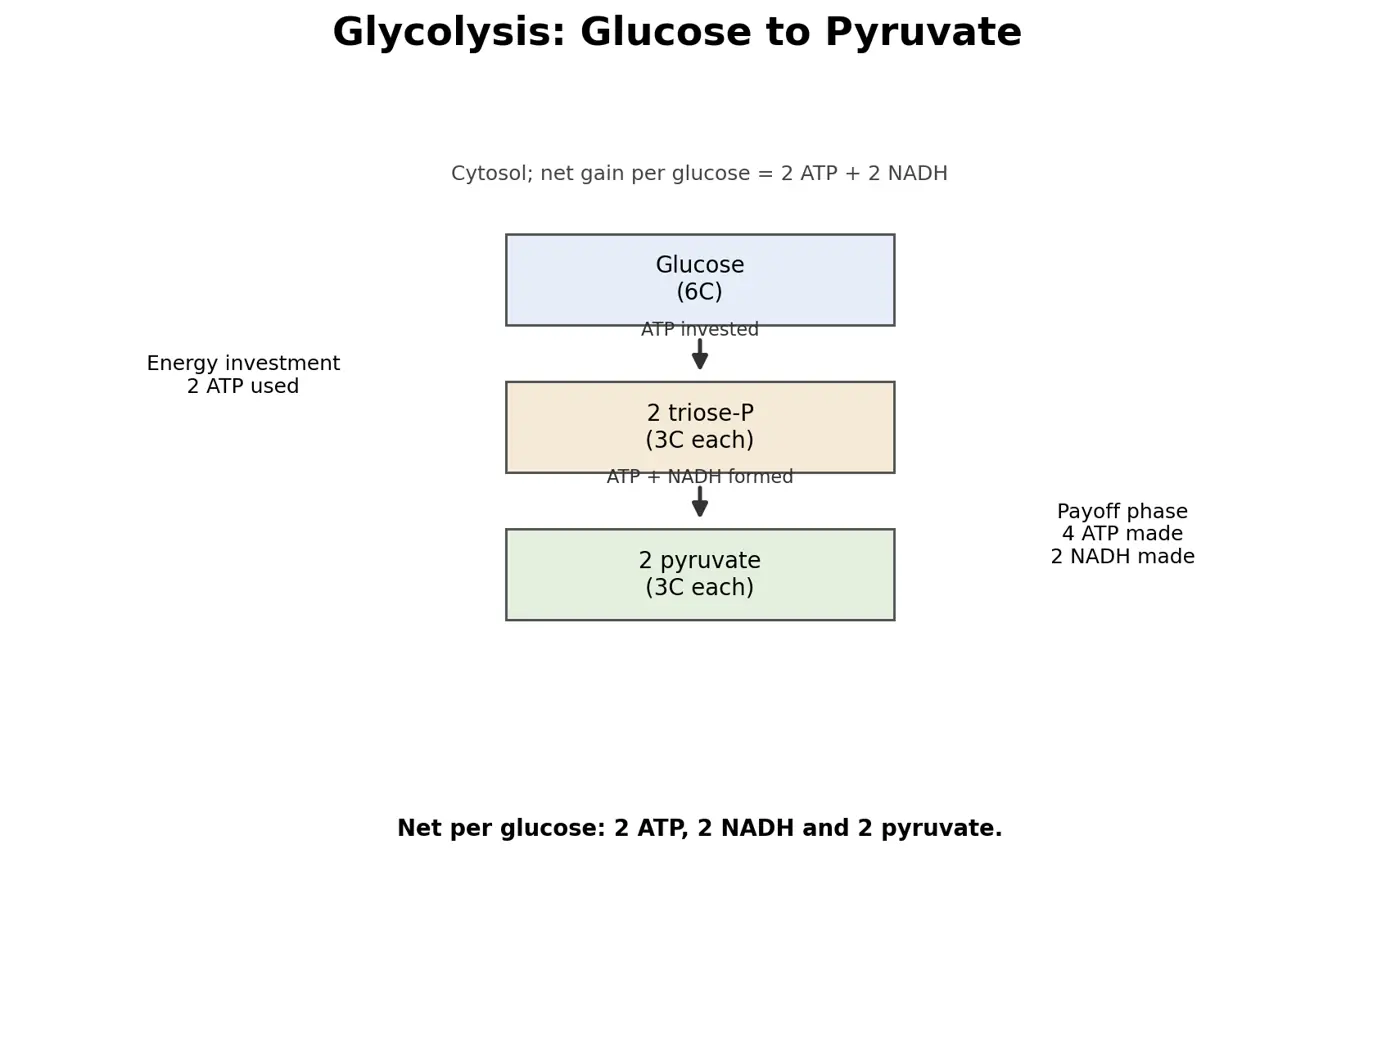 Glycolysis: Glucose to Pyruvate
Cytosol; net gain per glucose = 2 ATP + 2 NADH
Glucose
(6C)
ATP invested
Energy investment
2 ATP used
2 triose-P
(3C each)
ATP + NADH formed
Payoff phase
4 ATP made
2 NADH made
2 pyruvate
(3C each)
Net per glucose: 2 ATP, 2 NADH and 2 pyruvate.